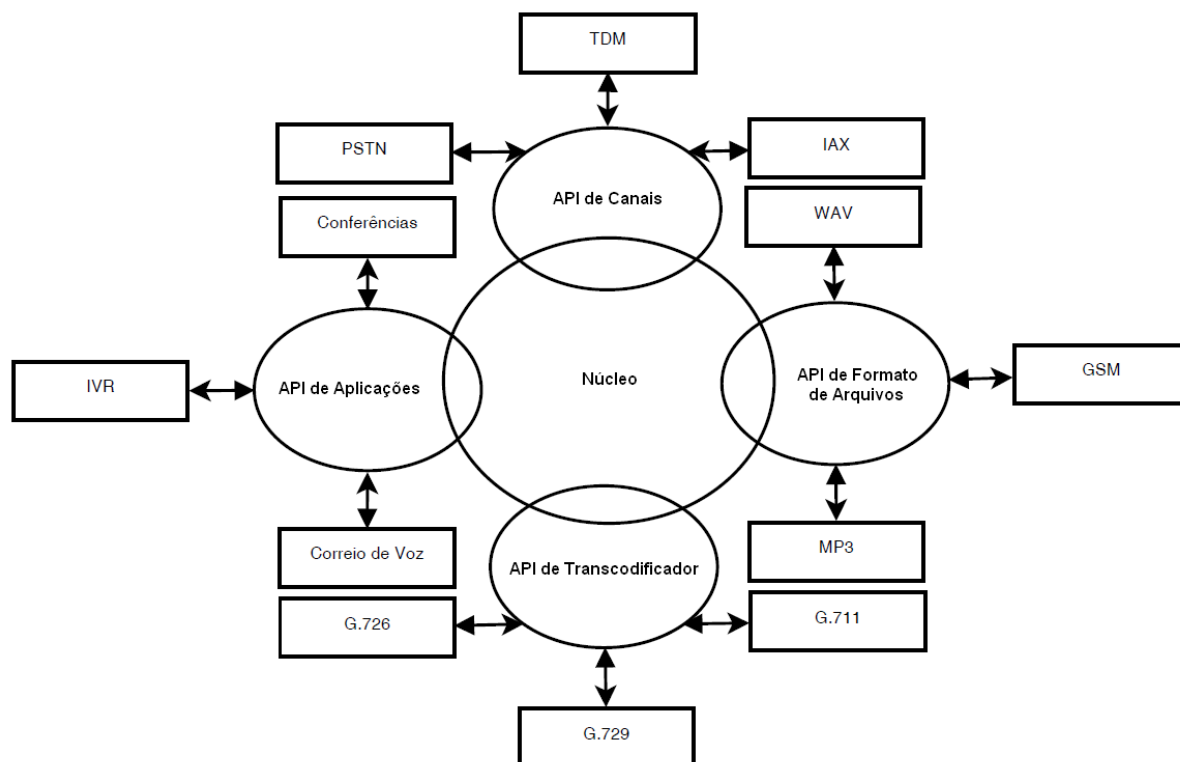 TDM
PSTN
IAX
API de Canais
Conferências
WAV
IVR
API de Aplicações
Núcleo
API de Formato
de Arquivos
GSM
Correio de Voz
API de Transcodificador
MP3
G.726
G.711
G.729